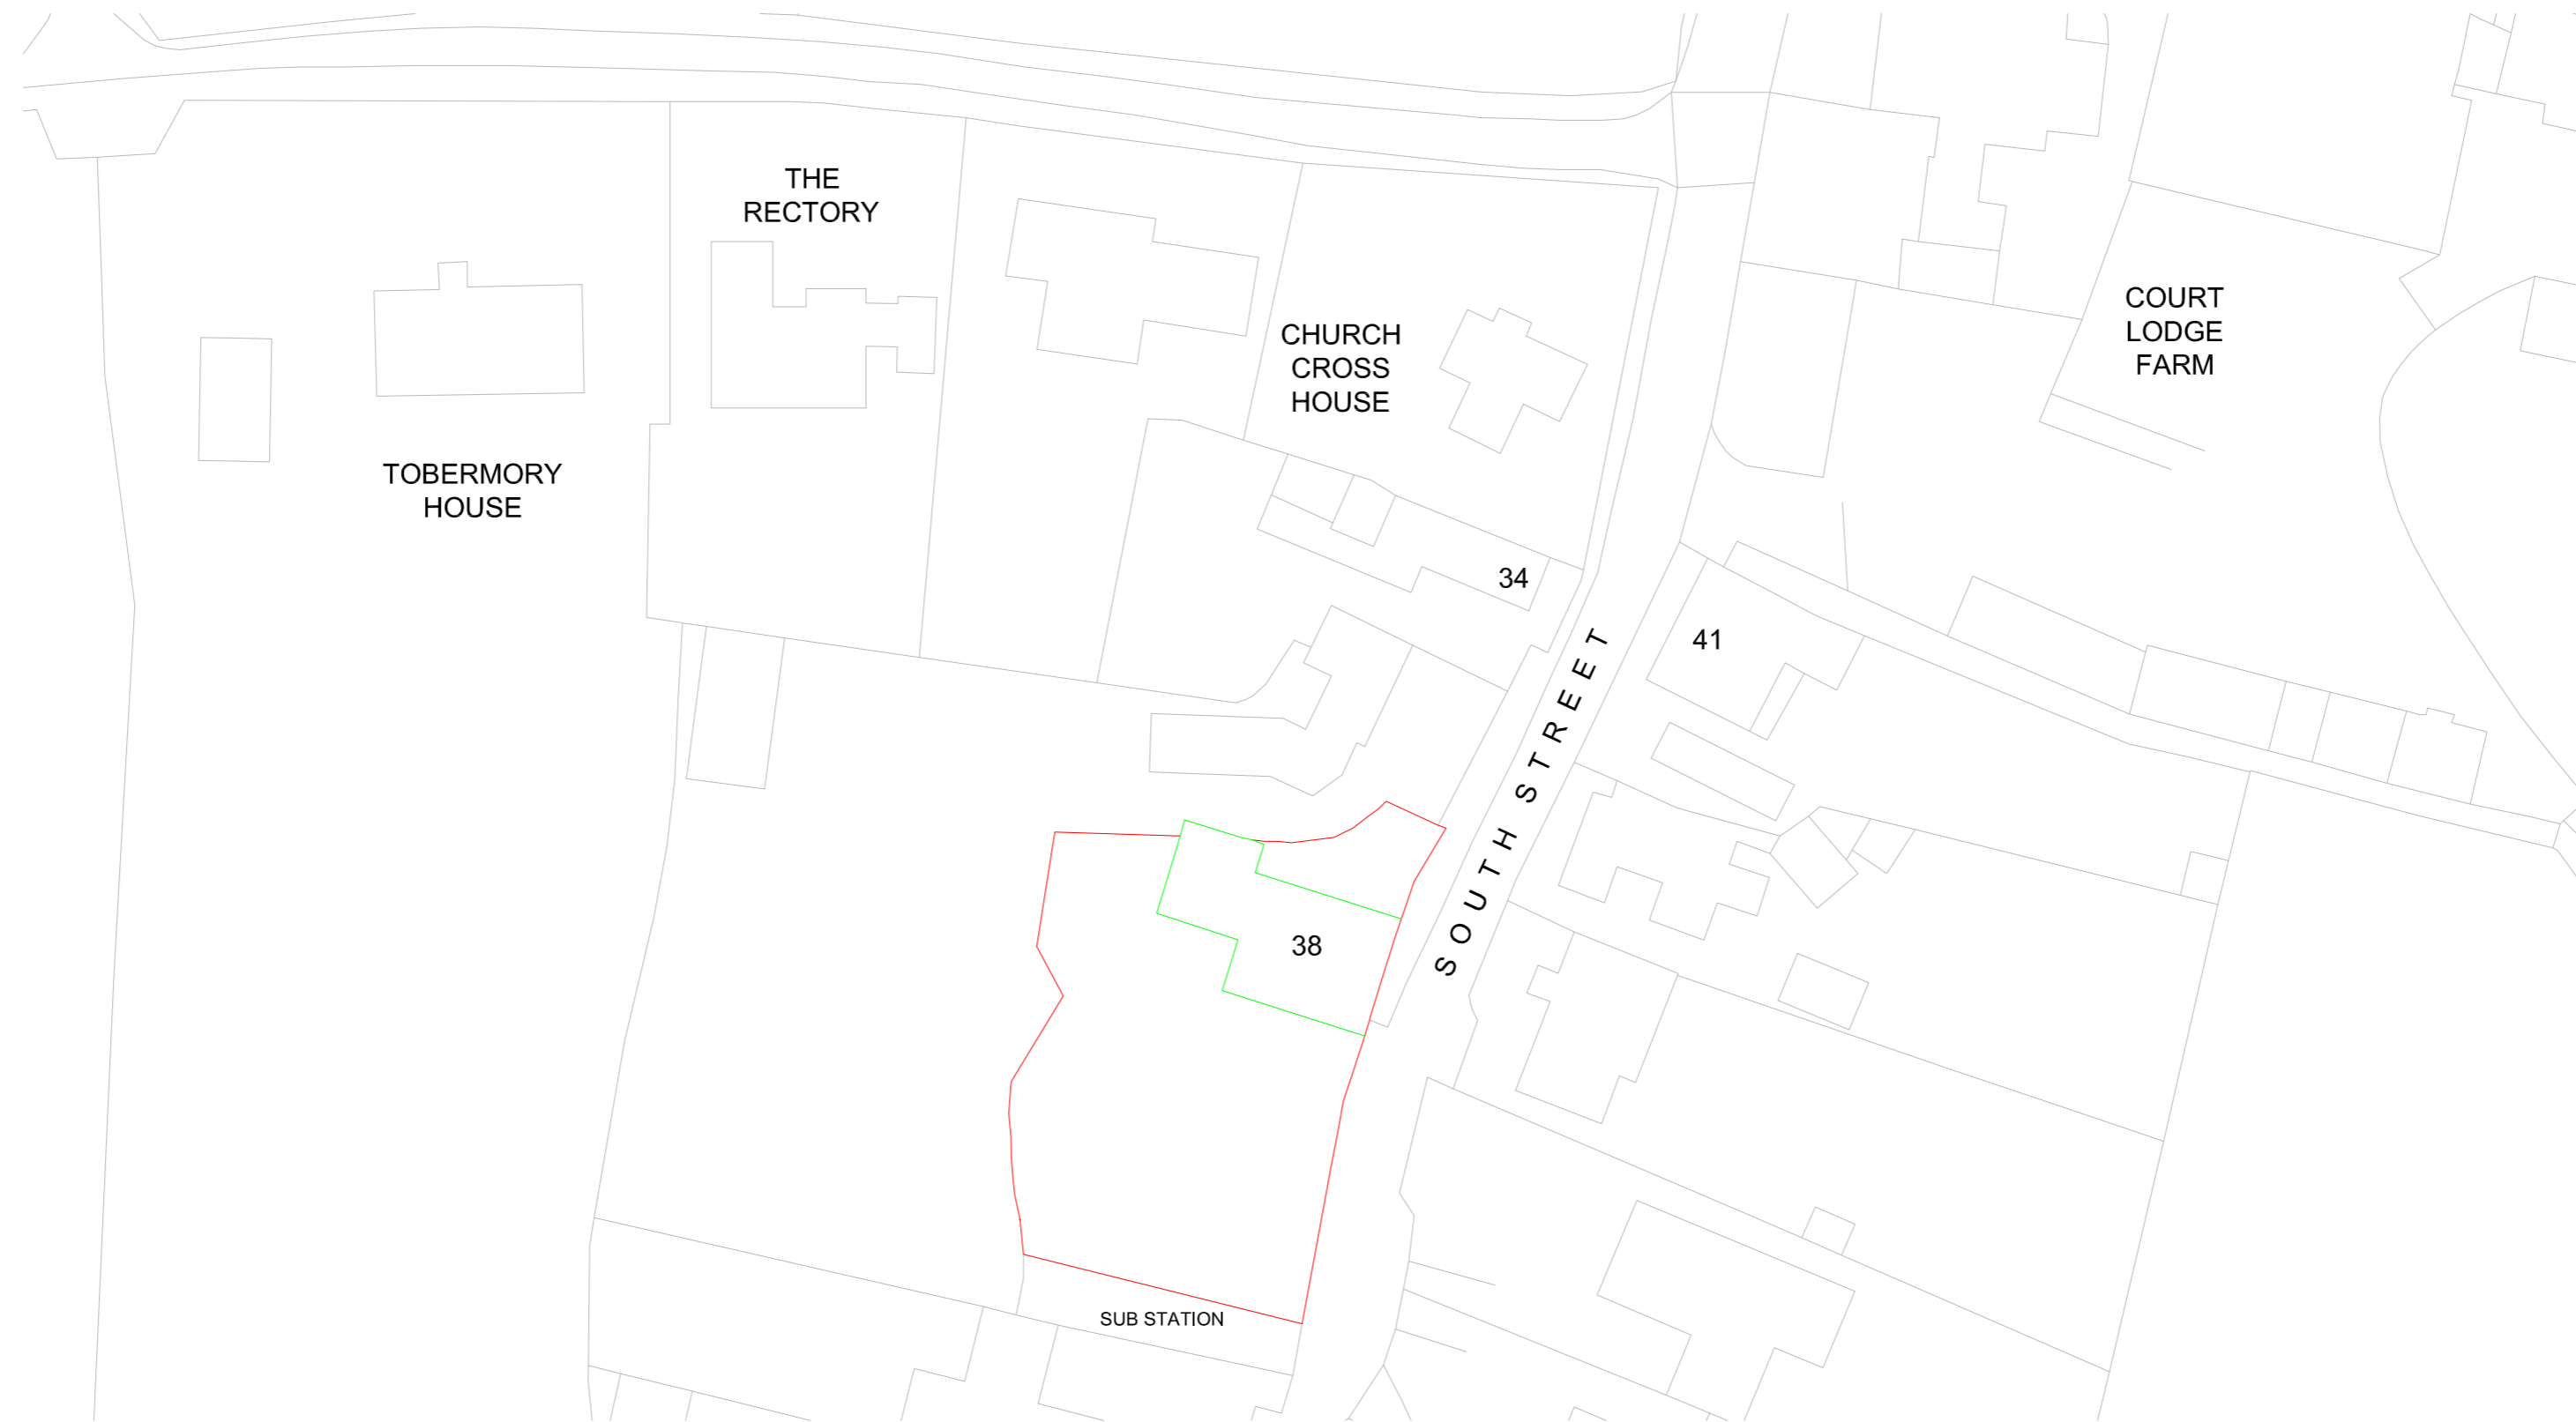 THE
RECTORY
COURT
LODGE
FARM
CHURCH
CROSS
HOUSE
TOBERMORY
HOUSE
34
41
SOUTH STREET
38
SUB STATION